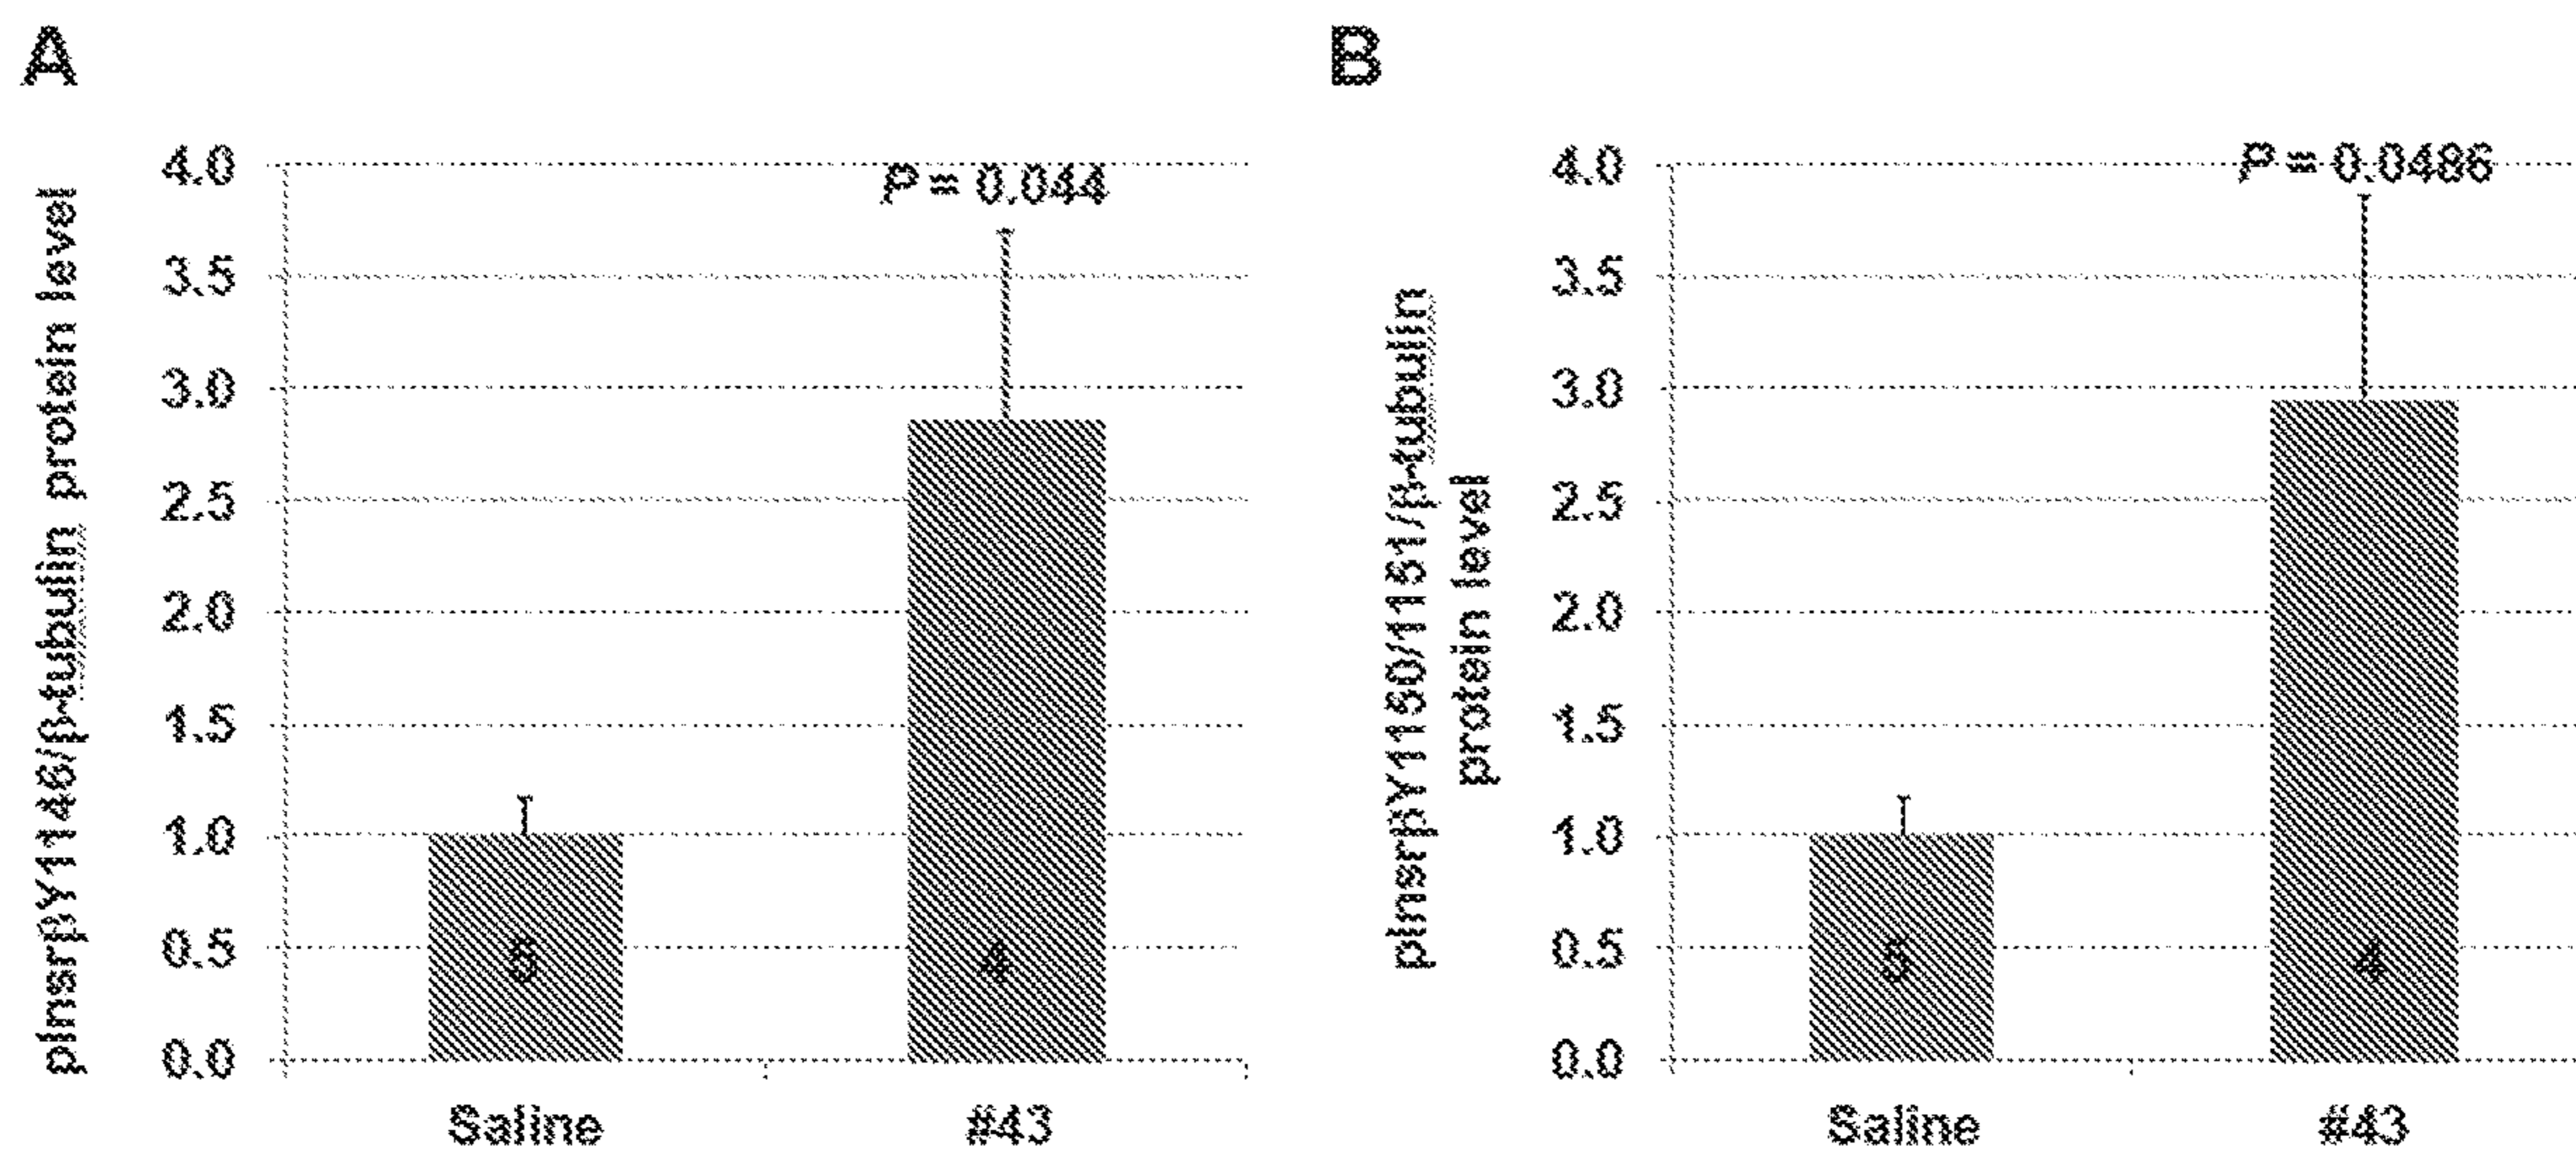 A
pInsrβY1146/β-tubulin protein level
4.0
3.5
3.0
2.5
2.0
1.5
1.0
0.5
0.0
P = 0.044
5
4
Saline
#43
B
pInsrβY1150/1151/β-tubulin
protein level
4.0
3.5
3.0
2.5
2.0
1.5
1.0
0.5
0.0
P = 0.0486
5
4
Saline
#43